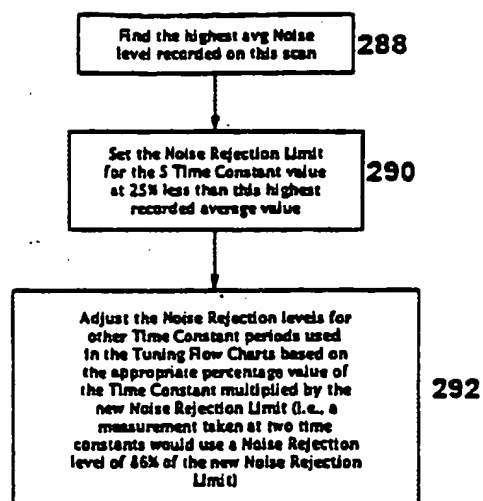 Find the highest avg Noise
level recorded on this scan
288
Set the Noise Rejection Limit
for the 5 Time Constant value
at 25% less than this highest
recorded average value
290
Adjust the Noise Rejection levels for
other Time Constant periods used
in the Tuning Flow Charts based on
the appropriate percentage value of
the Time Constant multiplied by the
new Noise Rejection Limit (i.e., a
measurement taken at two time
constants would use a Noise Rejection
level of 86% of the new Noise Rejection
Limit)
292